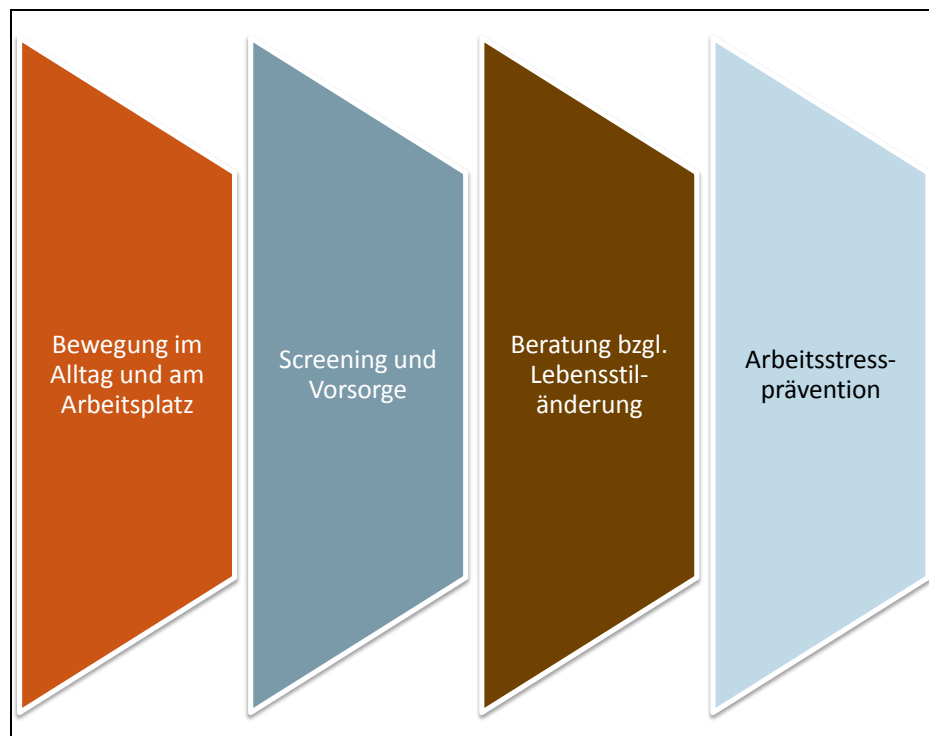 Bewegung im
Alltag und am
Arbeitsplatz
Screening und
Vorsorge
Beratung bzgl.
Lebensstil-
änderung
Arbeitsstress-
prävention